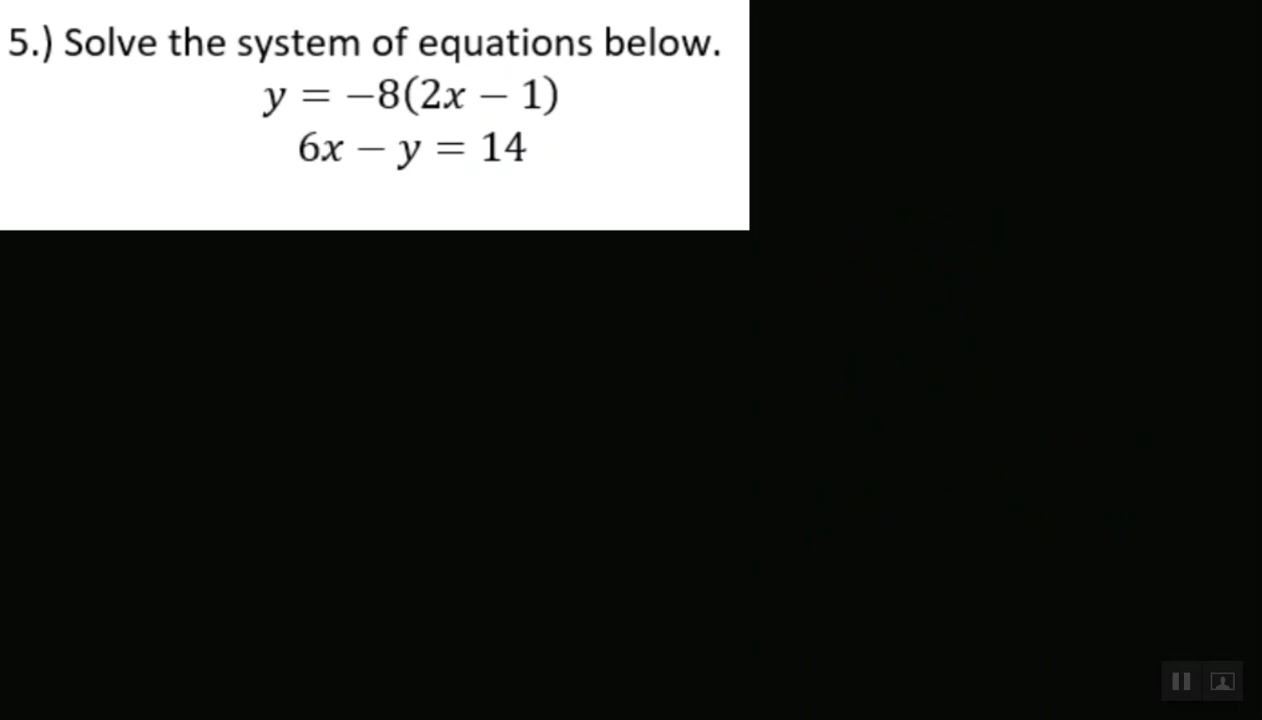 5.) Solve the system of equations below.
y = −8(2x − 1)
6x − y = 14